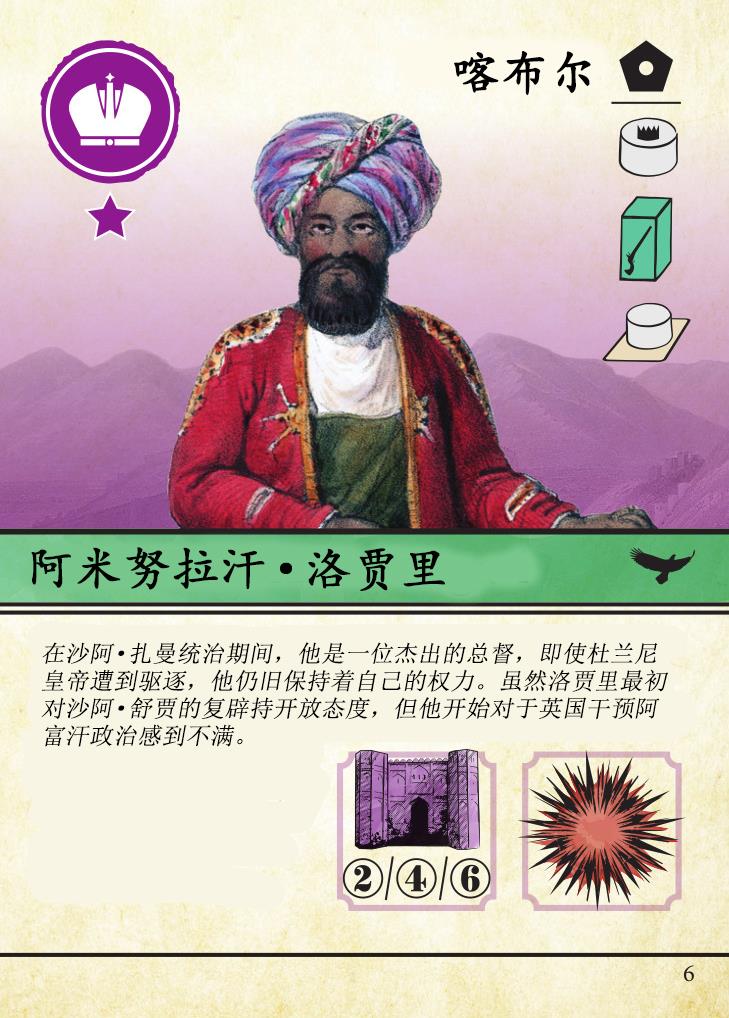 喀布尔
阿米努拉汗•洛贾里
在沙阿•扎曼统治期间，他是一位杰出的总督，即使杜兰尼
皇帝遭到驱逐，他仍旧保持着自己的权力。虽然洛贾里最初
对沙阿•舒贾的复辟持开放态度，但他开始对于英国干预阿
富汗政治感到不满。
②/④/⑥
6